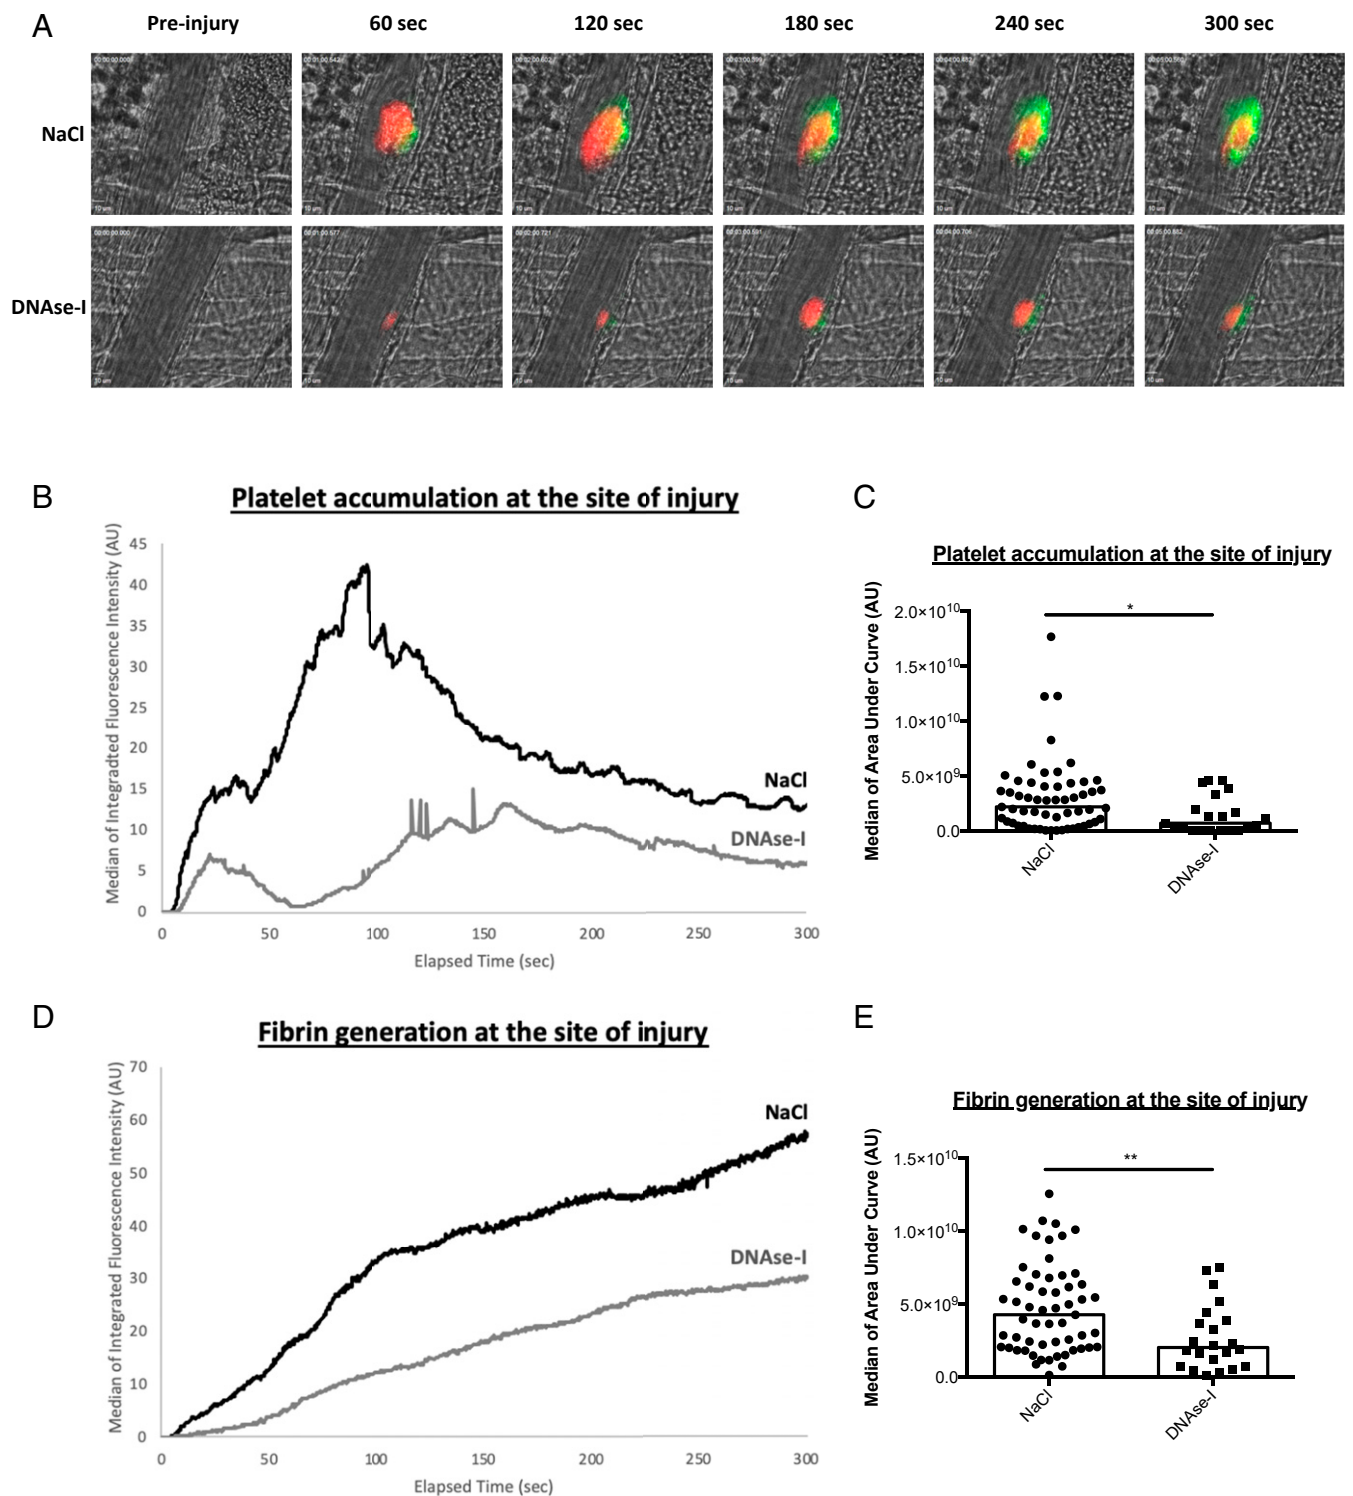 A
Pre-injury 60 sec 120 sec 180 sec 240 sec 300 sec
NaCl
DNAse-I
10 um
B
Platelet accumulation at the site of injury
Median of Integradted Fluorescence Intensity (AU)
45
40
35
30
25
20
15
10
5
0
NaCl
DNAse-I
0 50 100 150 200 250 300
Elapsed Time (sec)
C
Platelet accumulation at the site of injury
Median of Area Under Curve (AU)
2.0×10¹⁰
1.5×10¹⁰
1.0×10¹⁰
5.0×10⁹
0.0
*
NaCl
DNAse-I
D
Fibrin generation at the site of injury
Median of Integrated Fluorescence Intensity (AU)
70
60
50
40
30
20
10
0
NaCl
DNAse-I
0 50 100 150 200 250 300
Elapsed Time (sec)
E
Fibrin generation at the site of injury
Median of Area Under Curve (AU)
1.5×10¹⁰
1.0×10¹⁰
5.0×10⁹
0.0
**
NaCl
DNAse-I